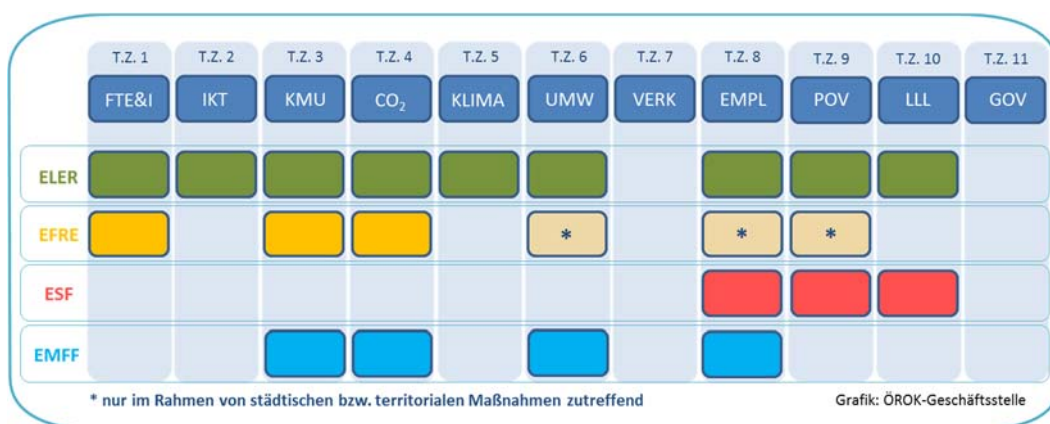 T.Z. 1 T.Z. 2 T.Z. 3 T.Z. 4 T.Z. 5 T.Z. 6 T.Z. 7 T.Z. 8 T.Z. 9 T.Z. 10 T.Z. 11
FTE&I IKT KMU CO₂ KLIMA UMW VERK EMPL POV LLL GOV
ELER
EFRE * * *
ESF
EMFF
* nur im Rahmen von städtischen bzw. territorialen Maßnahmen zutreffend Grafik: ÖROK-Geschäftsstelle